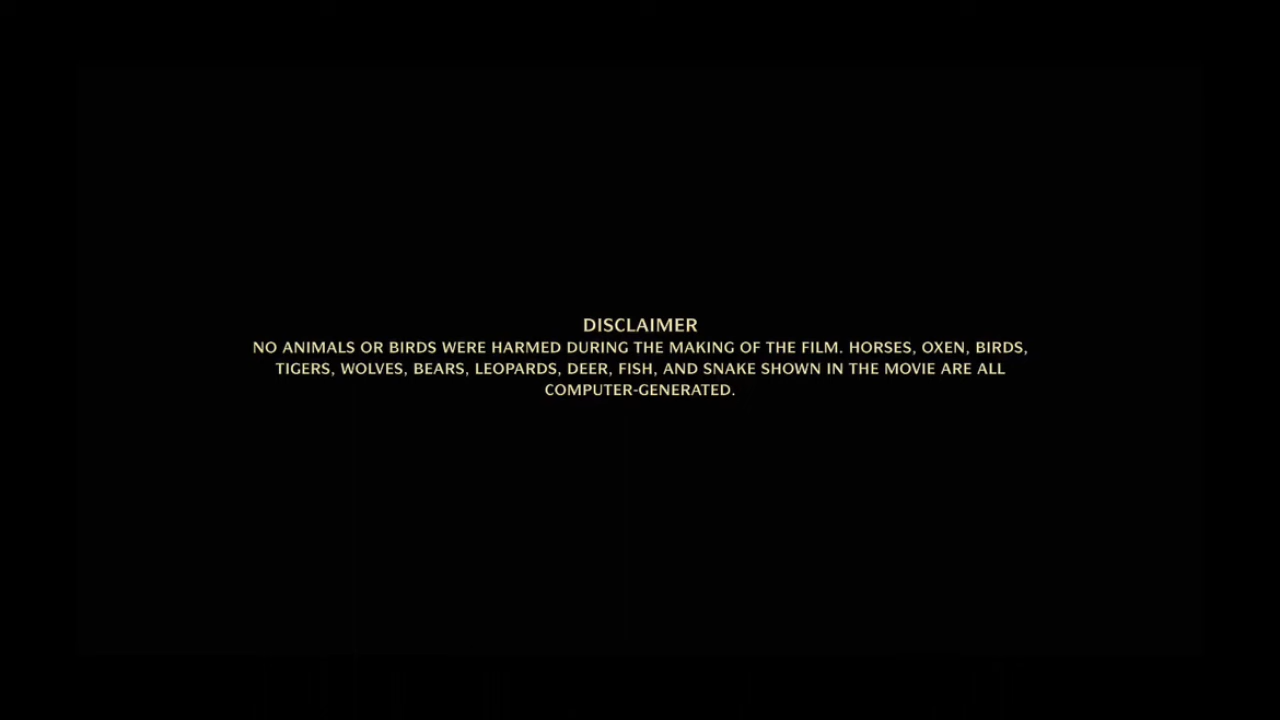 DISCLAIMER
NO ANIMALS OR BIRDS WERE HARMED DURING THE MAKING OF THE FILM. HORSES, OXEN, BIRDS,
TIGERS, WOLVES, BEARS, LEOPARDS, DEER, FISH, AND SNAKE SHOWN IN THE MOVIE ARE ALL
COMPUTER-GENERATED.